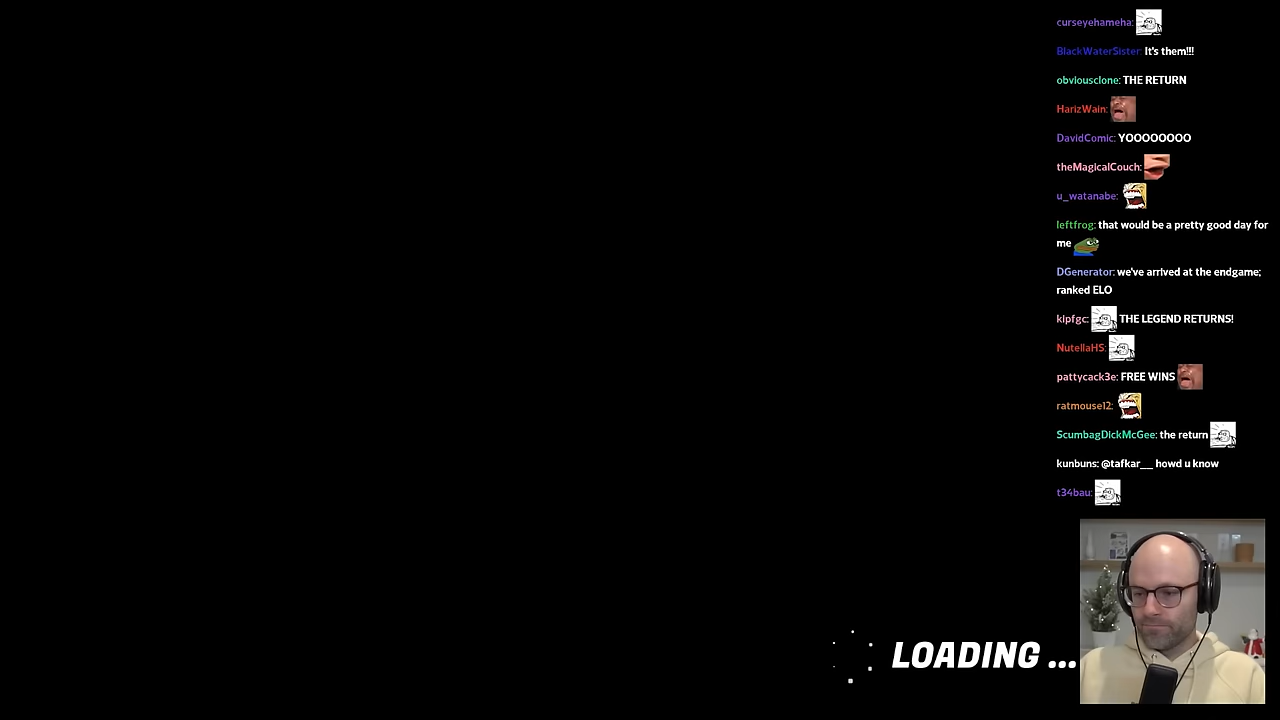 curseyehameha:
BlackWaterSister: It's them!!!
obviousclone: THE RETURN
HarizWain:
DavidComic: YOOOOOOOO
theMagicalCouch:
u_watanabe:
leftfrog: that would be a pretty good day for
me
DGenerator: we've arrived at the endgame;
ranked ELO
kipfgc: THE LEGEND RETURNS!
NutellaHS:
pattycack3e: FREE WINS
ratmouse12:
ScumbagDickMcGee: the return
kunbuns: @tafkar__ howd u know
t34bau:
LOADING ...